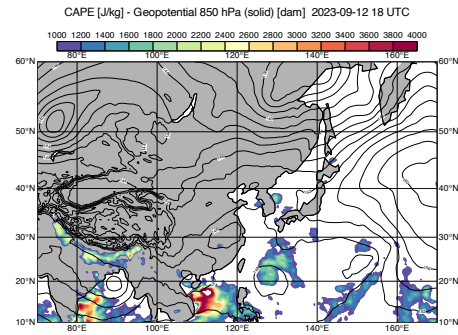 CAPE [J/kg] - Geopotential 850 hPa (solid) [dam] 2023-09-12 18 UTC
1000 1200 1400 1600 1800 2000 2200 2400 2600 2800 3000 3200 3400 3600 3800 4000
80°E 100°E 120°E 140°E 160°E
60°N 60°N
50°N 50°N
40°N 40°N
30°N 30°N
20°N 20°N
10°N 10°N
80°E 100°E 120°E 140°E 160°E